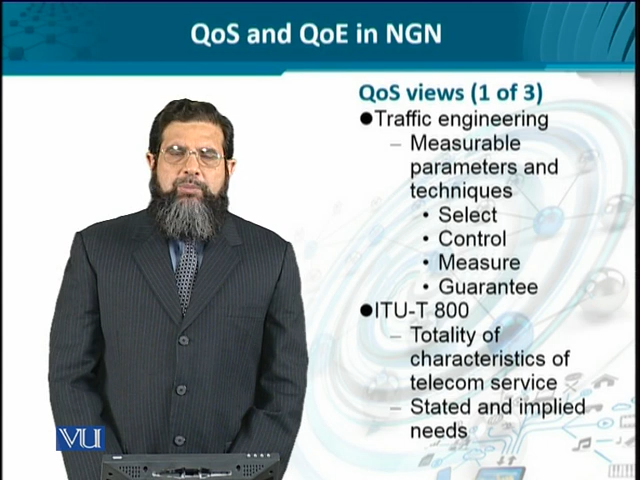 QoS and QoE in NGN
QoS views (1 of 3)
●Traffic engineering
– Measurable
parameters and
techniques
• Select
• Control
• Measure
• Guarantee
●ITU-T 800
– Totality of
characteristics of
telecom service
– Stated and implied
needs
VU